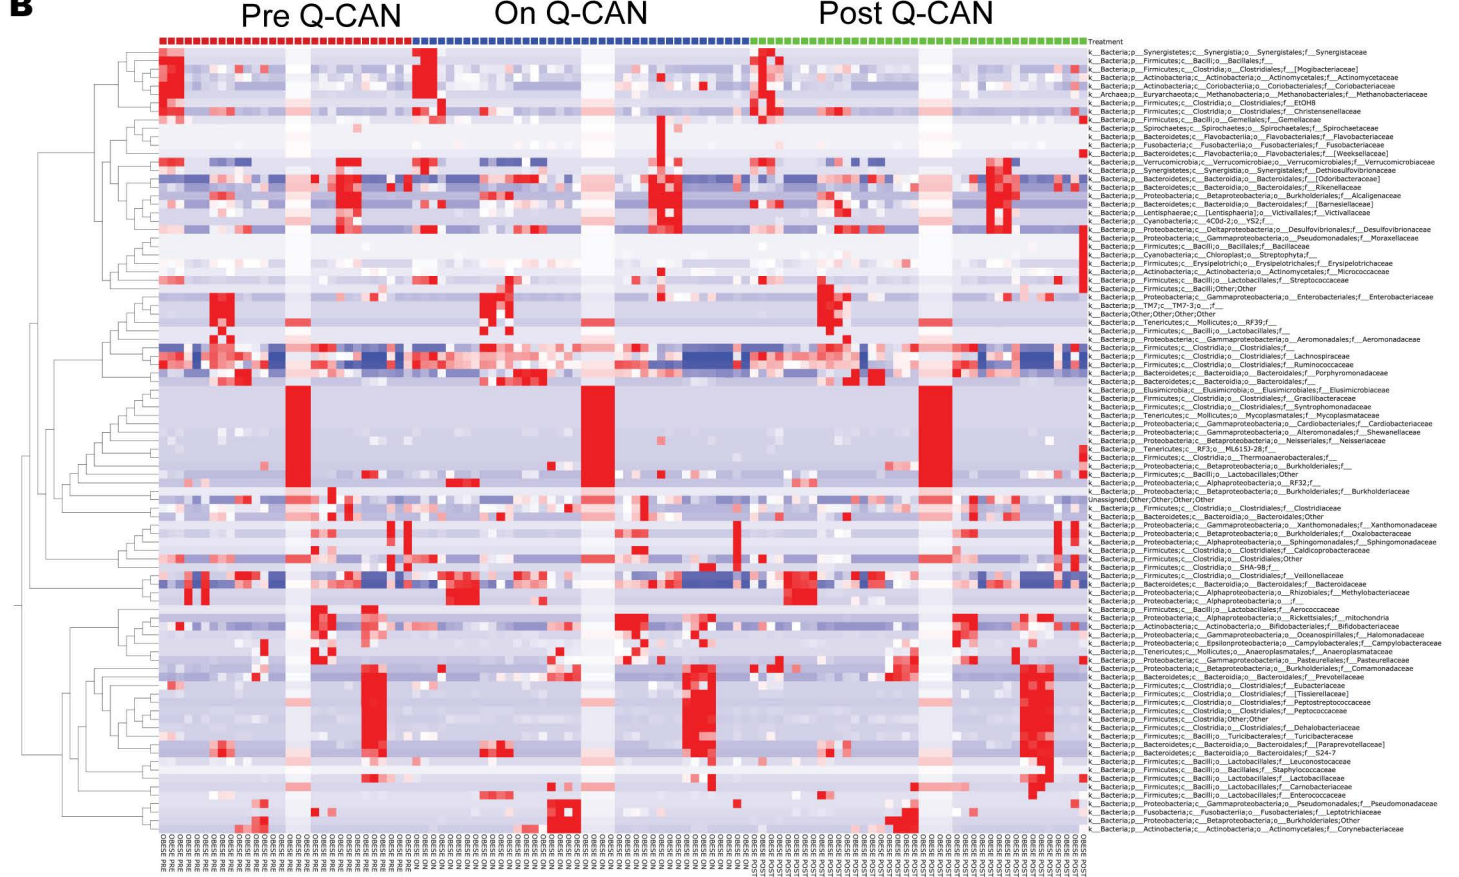 B
Pre Q-CAN
On Q-CAN
Post Q-CAN
Treatment
k__Bacteria;p__Synergistetes;c__Synergistia;o__Synergistales;f__Synergistaceae
k__Bacteria;p__Firmicutes;c__Bacilli;o__Bacillales;f__
k__Bacteria;p__Firmicutes;c__Clostridia;o__Clostridiales;f__[Mogibacteriaceae]
k__Bacteria;p__Actinobacteria;c__Actinobacteria;o__Actinomycetales;f__Actinomycetaceae
k__Bacteria;p__Actinobacteria;c__Coriobacteriia;o__Coriobacteriales;f__Coriobacteriaceae
k__Archaea;p__Euryarchaeota;c__Methanobacteria;o__Methanobacteriales;f__Methanobacteriaceae
k__Bacteria;p__Firmicutes;c__Clostridia;o__Clostridiales;f__EtOH8
k__Bacteria;p__Firmicutes;c__Clostridia;o__Clostridiales;f__Christensenellaceae
k__Bacteria;p__Firmicutes;c__Bacilli;o__Gemellales;f__Gemellaceae
k__Bacteria;p__Spirochaetes;c__Spirochaetes;o__Spirochaetales;f__Spirochaetaceae
k__Bacteria;p__Bacteroidetes;c__Flavobacteriia;o__Flavobacteriales;f__Flavobacteriaceae
k__Bacteria;p__Fusobacteria;c__Fusobacteriia;o__Fusobacteriales;f__Fusobacteriaceae
k__Bacteria;p__Bacteroidetes;c__Flavobacteriia;o__Flavobacteriales;f__[Weeksellaceae]
k__Bacteria;p__Verrucomicrobia;c__Verrucomicrobiae;o__Verrucomicrobiales;f__Verrucomicrobiaceae
k__Bacteria;p__Synergistetes;c__Synergistia;o__Synergistales;f__Dethiosulfovibrionaceae
k__Bacteria;p__Bacteroidetes;c__Bacteroidia;o__Bacteroidales;f__[Odoribacteraceae]
k__Bacteria;p__Bacteroidetes;c__Bacteroidia;o__Bacteroidales;f__Rikenellaceae
k__Bacteria;p__Proteobacteria;c__Betaproteobacteria;o__Burkholderiales;f__Alcaligenaceae
k__Bacteria;p__Bacteroidetes;c__Bacteroidia;o__Bacteroidales;f__[Barnesiellaceae]
k__Bacteria;p__Lentisphaerae;c__[Lentisphaeria];o__Victivallales;f__Victivallaceae
k__Bacteria;p__Cyanobacteria;c__4C0d-2;o__YS2;f__
k__Bacteria;p__Proteobacteria;c__Deltaproteobacteria;o__Desulfovibrionales;f__Desulfovibrionaceae
k__Bacteria;p__Proteobacteria;c__Gammaproteobacteria;o__Pseudomonadales;f__Moraxellaceae
k__Bacteria;p__Firmicutes;c__Bacilli;o__Bacillales;f__Bacillaceae
k__Bacteria;p__Cyanobacteria;c__Chloroplast;o__Streptophyta;f__
k__Bacteria;p__Firmicutes;c__Erysipelotrichi;o__Erysipelotrichales;f__Erysipelotrichaceae
k__Bacteria;p__Actinobacteria;c__Actinobacteria;o__Actinomycetales;f__Micrococcaceae
k__Bacteria;p__Firmicutes;c__Bacilli;o__Lactobacillales;f__Streptococcaceae
k__Bacteria;p__Firmicutes;c__Bacilli;Other;Other
k__Bacteria;p__Proteobacteria;c__Gammaproteobacteria;o__Enterobacteriales;f__Enterobacteriaceae
k__Bacteria;p__TM7;c__TM7-3;o__;f__
k__Bacteria;Other;Other;Other;Other
k__Bacteria;p__Tenericutes;c__Mollicutes;o__RF39;f__
k__Bacteria;p__Firmicutes;c__Bacilli;o__Lactobacillales;f__
k__Bacteria;p__Proteobacteria;c__Gammaproteobacteria;o__Aeromonadales;f__Aeromonadaceae
k__Bacteria;p__Firmicutes;c__Clostridia;o__Clostridiales;f__
k__Bacteria;p__Firmicutes;c__Clostridia;o__Clostridiales;f__Lachnospiraceae
k__Bacteria;p__Firmicutes;c__Clostridia;o__Clostridiales;f__Ruminococcaceae
k__Bacteria;p__Bacteroidetes;c__Bacteroidia;o__Bacteroidales;f__Porphyromonadaceae
k__Bacteria;p__Bacteroidetes;c__Bacteroidia;o__Bacteroidales;f__
k__Bacteria;p__Elusimicrobia;c__Elusimicrobia;o__Elusimicrobiales;f__Elusimicrobiaceae
k__Bacteria;p__Firmicutes;c__Clostridia;o__Clostridiales;f__Gracilibacteraceae
k__Bacteria;p__Firmicutes;c__Clostridia;o__Clostridiales;f__Syntrophomonadaceae
k__Bacteria;p__Tenericutes;c__Mollicutes;o__Mycoplasmatales;f__Mycoplasmataceae
k__Bacteria;p__Proteobacteria;c__Gammaproteobacteria;o__Cardiobacteriales;f__Cardiobacteriaceae
k__Bacteria;p__Proteobacteria;c__Gammaproteobacteria;o__Alteromonadales;f__Shewanellaceae
k__Bacteria;p__Proteobacteria;c__Betaproteobacteria;o__Neisseriales;f__Neisseriaceae
k__Bacteria;p__Tenericutes;c__RF3;o__ML615J-28;f__
k__Bacteria;p__Firmicutes;c__Clostridia;o__Thermoanaerobacterales;f__
k__Bacteria;p__Proteobacteria;c__Betaproteobacteria;o__Burkholderiales;f__
k__Bacteria;p__Firmicutes;c__Bacilli;o__Lactobacillales;Other
k__Bacteria;p__Proteobacteria;c__Alphaproteobacteria;o__RF32;f__
k__Bacteria;p__Proteobacteria;c__Betaproteobacteria;o__Burkholderiales;f__Burkholderiaceae
Unassigned;Other;Other;Other;Other
k__Bacteria;p__Firmicutes;c__Clostridia;o__Clostridiales;f__Clostridiaceae
k__Bacteria;p__Bacteroidetes;c__Bacteroidia;o__Bacteroidales;Other
k__Bacteria;p__Proteobacteria;c__Gammaproteobacteria;o__Xanthomonadales;f__Xanthomonadaceae
k__Bacteria;p__Proteobacteria;c__Betaproteobacteria;o__Burkholderiales;f__Oxalobacteraceae
k__Bacteria;p__Proteobacteria;c__Alphaproteobacteria;o__Sphingomonadales;f__Sphingomonadaceae
k__Bacteria;p__Firmicutes;c__Clostridia;o__Clostridiales;f__Caldicoprobacteraceae
k__Bacteria;p__Firmicutes;c__Clostridia;o__Clostridiales;Other
k__Bacteria;p__Firmicutes;c__Clostridia;o__SHA-98;f__
k__Bacteria;p__Firmicutes;c__Clostridia;o__Clostridiales;f__Veillonellaceae
k__Bacteria;p__Bacteroidetes;c__Bacteroidia;o__Bacteroidales;f__Bacteroidaceae
k__Bacteria;p__Proteobacteria;c__Alphaproteobacteria;o__Rhizobiales;f__Methylobacteriaceae
k__Bacteria;p__Proteobacteria;c__Alphaproteobacteria;o__;f__
k__Bacteria;p__Firmicutes;c__Bacilli;o__Lactobacillales;f__Aerococcaceae
k__Bacteria;p__Proteobacteria;c__Alphaproteobacteria;o__Rickettsiales;f__mitochondria
k__Bacteria;p__Actinobacteria;c__Actinobacteria;o__Bifidobacteriales;f__Bifidobacteriaceae
k__Bacteria;p__Proteobacteria;c__Gammaproteobacteria;o__Oceanospirillales;f__Halomonadaceae
k__Bacteria;p__Proteobacteria;c__Epsilonproteobacteria;o__Campylobacterales;f__Campylobacteraceae
k__Bacteria;p__Tenericutes;c__Mollicutes;o__Anaeroplasmatales;f__Anaeroplasmataceae
k__Bacteria;p__Proteobacteria;c__Gammaproteobacteria;o__Pasteurellales;f__Pasteurellaceae
k__Bacteria;p__Proteobacteria;c__Betaproteobacteria;o__Burkholderiales;f__Comamonadaceae
k__Bacteria;p__Bacteroidetes;c__Bacteroidia;o__Bacteroidales;f__Prevotellaceae
k__Bacteria;p__Firmicutes;c__Clostridia;o__Clostridiales;f__Eubacteriaceae
k__Bacteria;p__Firmicutes;c__Clostridia;o__Clostridiales;f__[Tissierellaceae]
k__Bacteria;p__Firmicutes;c__Clostridia;o__Clostridiales;f__Peptostreptococcaceae
k__Bacteria;p__Firmicutes;c__Clostridia;o__Clostridiales;f__Peptococcaceae
k__Bacteria;p__Firmicutes;c__Clostridia;Other;Other
k__Bacteria;p__Firmicutes;c__Clostridia;o__Clostridiales;f__Dehalobacteriaceae
k__Bacteria;p__Firmicutes;c__Bacilli;o__Turicibacterales;f__Turicibacteraceae
k__Bacteria;p__Bacteroidetes;c__Bacteroidia;o__Bacteroidales;f__[Paraprevotellaceae]
k__Bacteria;p__Bacteroidetes;c__Bacteroidia;o__Bacteroidales;f__S24-7
k__Bacteria;p__Firmicutes;c__Bacilli;o__Lactobacillales;f__Leuconostocaceae
k__Bacteria;p__Firmicutes;c__Bacilli;o__Bacillales;f__Staphylococcaceae
k__Bacteria;p__Firmicutes;c__Bacilli;o__Lactobacillales;f__Lactobacillaceae
k__Bacteria;p__Firmicutes;c__Bacilli;o__Lactobacillales;f__Carnobacteriaceae
k__Bacteria;p__Firmicutes;c__Bacilli;o__Lactobacillales;f__Enterococcaceae
k__Bacteria;p__Proteobacteria;c__Gammaproteobacteria;o__Pseudomonadales;f__Pseudomonadaceae
k__Bacteria;p__Fusobacteria;c__Fusobacteriia;o__Fusobacteriales;f__Leptotrichiaceae
k__Bacteria;p__Proteobacteria;c__Betaproteobacteria;o__Burkholderiales;Other
k__Bacteria;p__Actinobacteria;c__Actinobacteria;o__Actinomycetales;f__Corynebacteriaceae